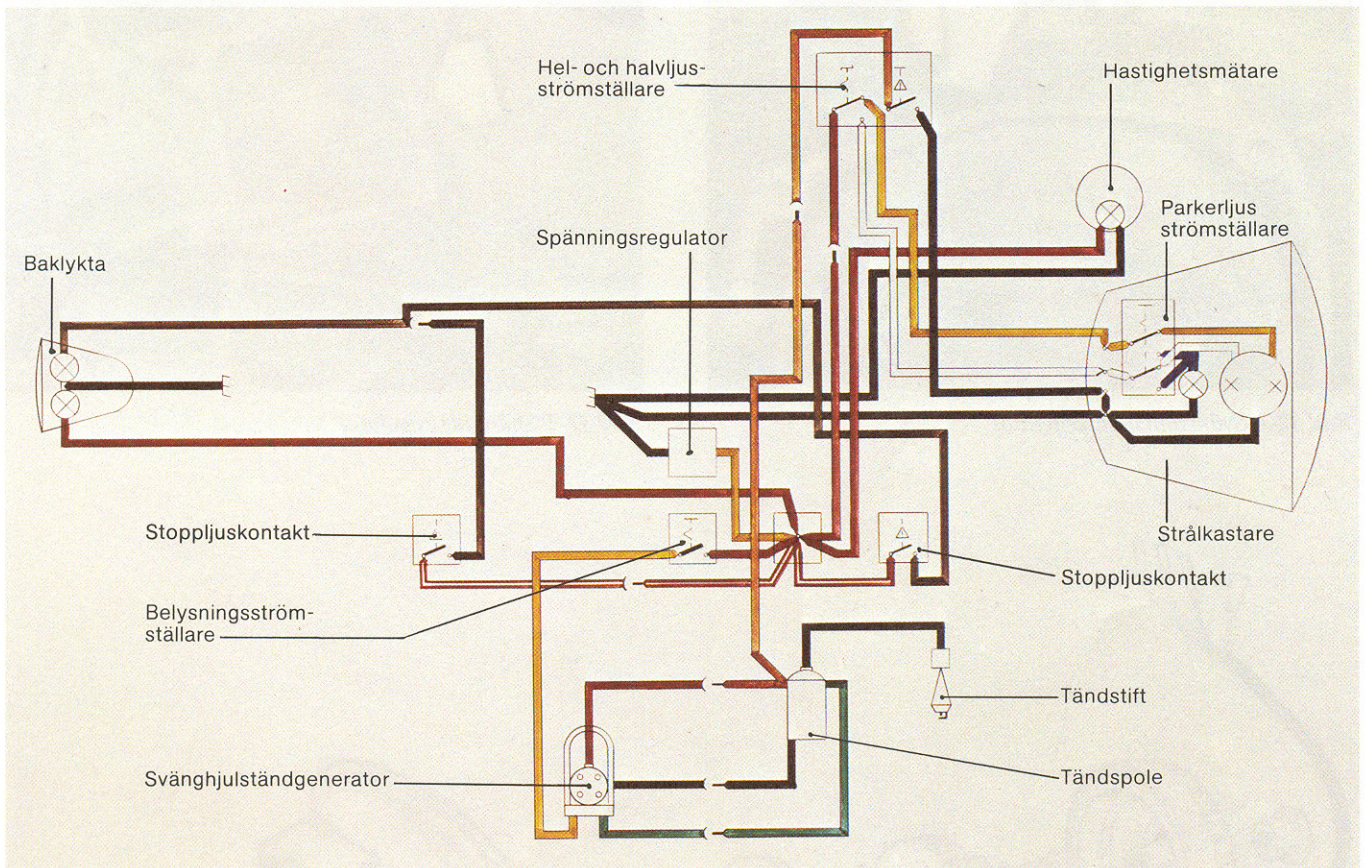 Hel- och halvljus-
strömställare
Hastighetsmätare
Parkerljus
strömställare
Spänningsregulator
Baklykta
Stoppljuskontakt
Strålkastare
Stoppljuskontakt
Belysningsström-
ställare
Tändstift
Svänghjulständgenerator
Tändspole